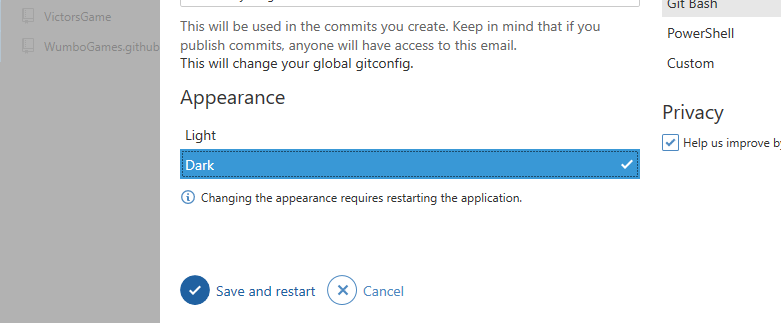 VictorsGame
WumboGames.github
This will be used in the commits you create. Keep in mind that if you
publish commits, anyone will have access to this email.
This will change your global gitconfig.
Appearance
Light
Dark
Changing the appearance requires restarting the application.
Save and restart
Cancel
Git Bash
PowerShell
Custom
Privacy
Help us improve by